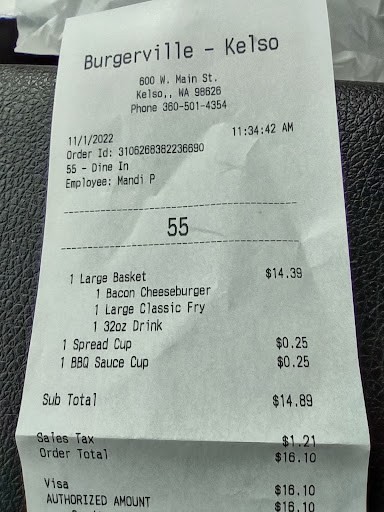 Burgerville - Kelso
600 W. Main St.
Kelso,, WA 98626
Phone 360-501-4354
11/1/2022 11:34:42 AM
Order Id: 3106268382236690
55 - Dine In
Employee: Mandi P
55
1 Large Basket $14.39
1 Bacon Cheeseburger
1 Large Classic Fry
1 32oz Drink
1 Spread Cup $0.25
1 BBQ Sauce Cup $0.25
Sub Total $14.89
Sales Tax $1.21
Order Total $16.10
Visa $16.10
AUTHORIZED AMOUNT $16.10